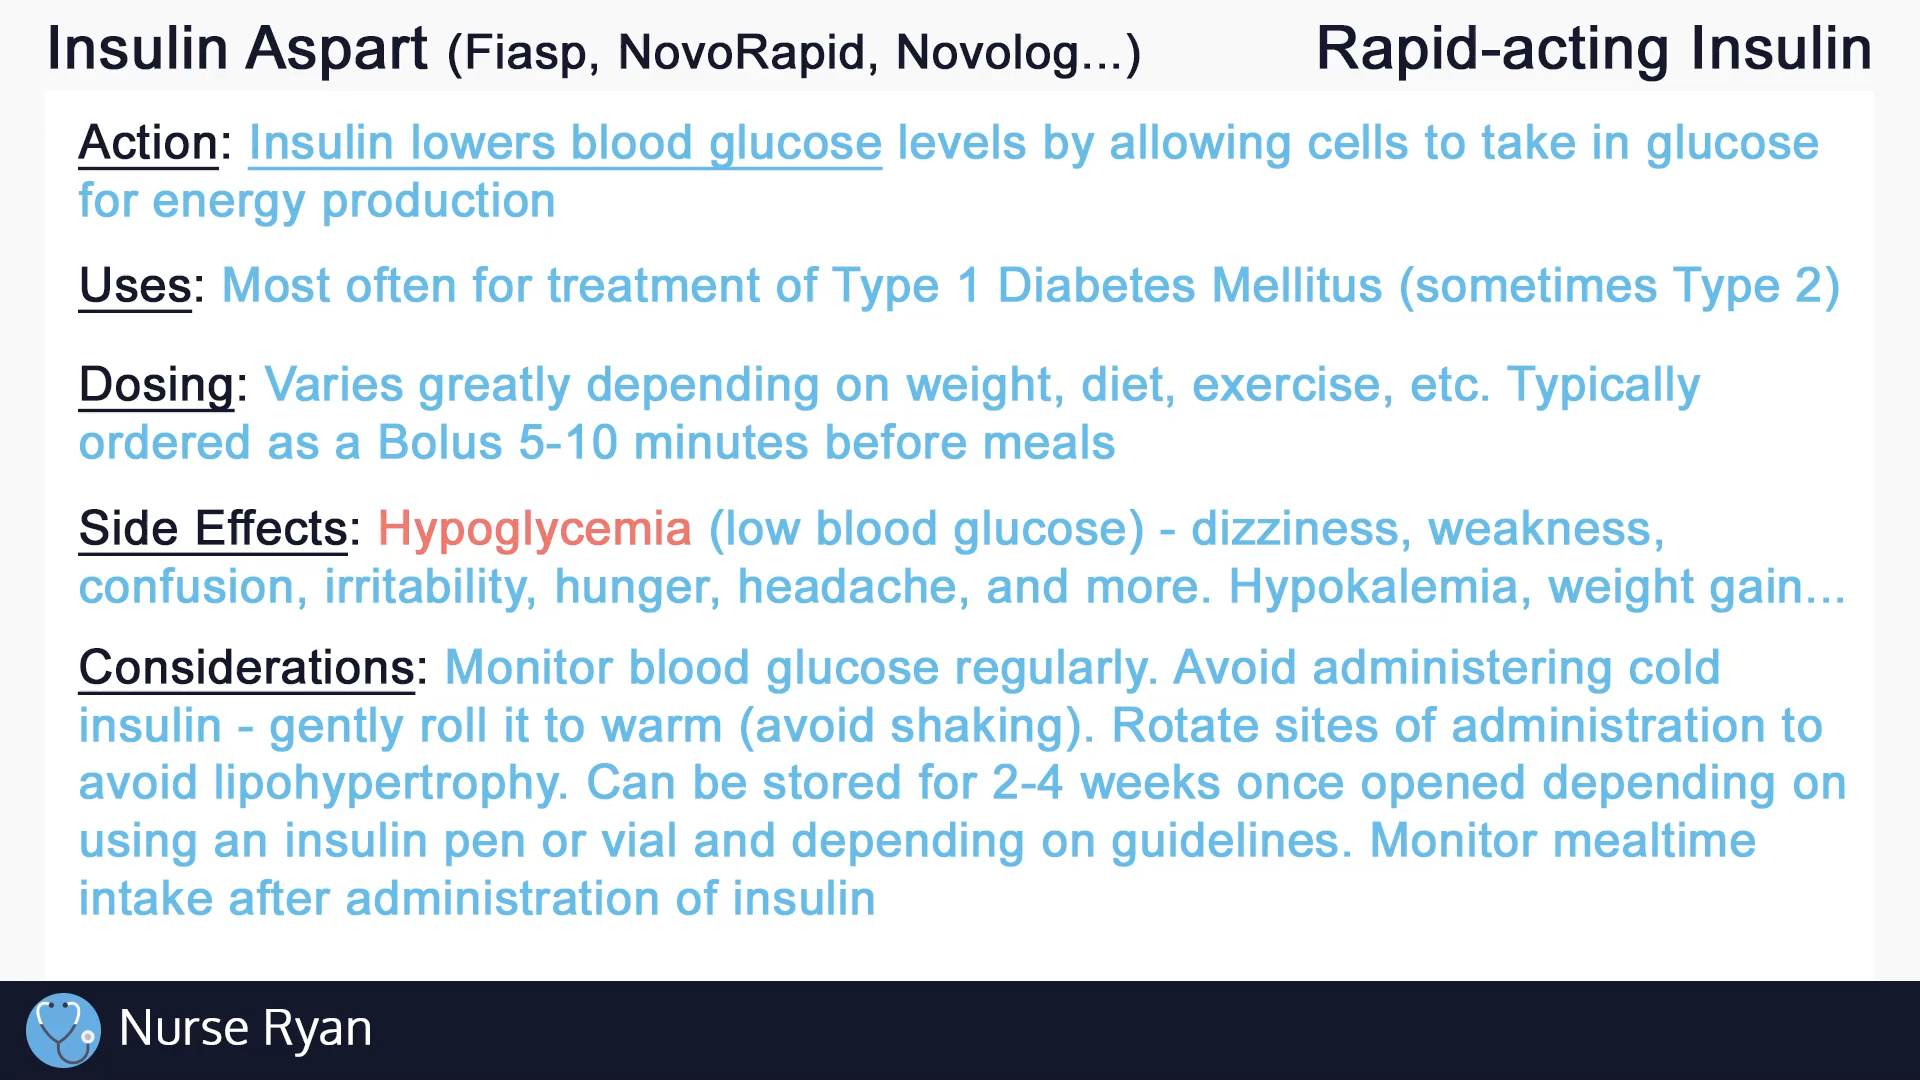 Insulin Aspart (Fiasp, NovoRapid, Novolog...)
Rapid-acting Insulin
Action: Insulin lowers blood glucose levels by allowing cells to take in glucose
for energy production
Uses: Most often for treatment of Type 1 Diabetes Mellitus (sometimes Type 2)
Dosing: Varies greatly depending on weight, diet, exercise, etc. Typically
ordered as a Bolus 5-10 minutes before meals
Side Effects: Hypoglycemia (low blood glucose) - dizziness, weakness,
confusion, irritability, hunger, headache, and more. Hypokalemia, weight gain...
Considerations: Monitor blood glucose regularly. Avoid administering cold
insulin - gently roll it to warm (avoid shaking). Rotate sites of administration to
avoid lipohypertrophy. Can be stored for 2-4 weeks once opened depending on
using an insulin pen or vial and depending on guidelines. Monitor mealtime
intake after administration of insulin
Nurse Ryan